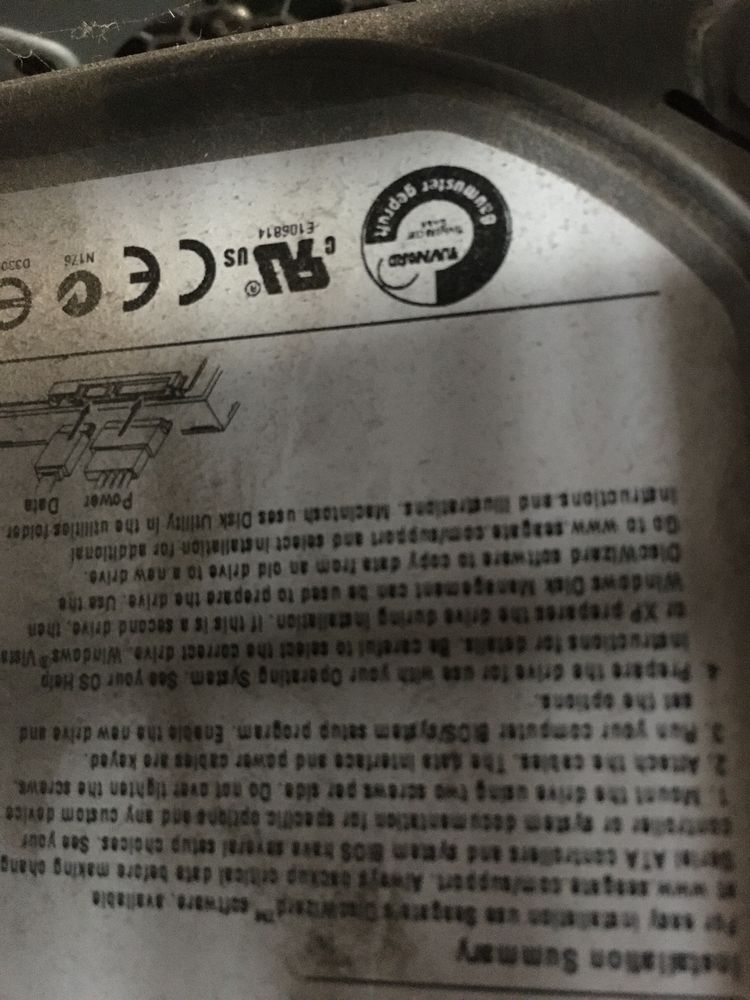 Installation Summary
For easy installation use Seagate's DiscWizard™ software, available
at www.seagate.com/support. Always backup critical data before making chang
Serial ATA controllers and system BIOS have several setup choices. See your
controller or system documentation for specific options and any custom device
1. Mount the drive using two screws per side. Do not over tighten the screws.
2. Attach the cables. The data interface and power cables are keyed.
3. Run your computer BIOS/system setup program. Enable the new drive and
set the options.
4. Prepare the drive for use with your Operating System. See your OS Help
instructions for details. Be careful to select the correct drive. Windows® Vista
or XP prepares the drive during installation. If this is a second drive, then
Windows Disk Management can be used to prepare the drive. Use the
DiscWizard software to copy data from an old drive to a new drive.
Go to www.seagate.com/support and select installation for additional
instructions and illustrations. Macintosh uses Disk Utility in the utilities folder.
Power Data
TUV NORD
Baumuster geprüft
c RU ® US
E106814
CE
N176
D330